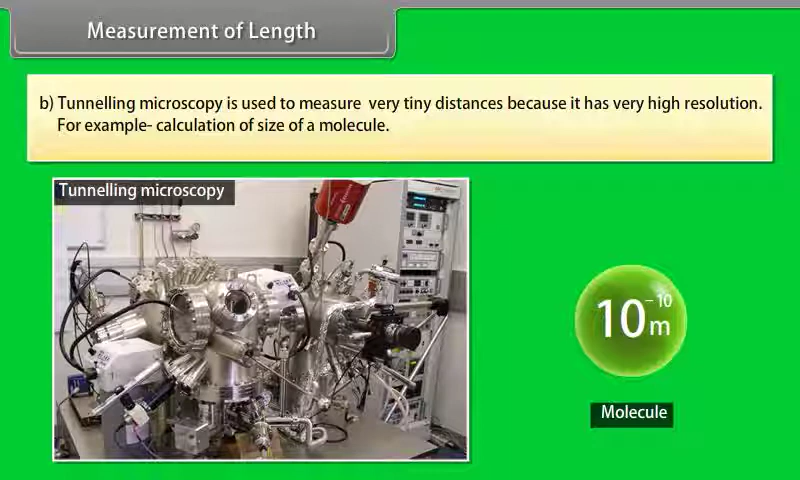 Measurement of Length
b) Tunnelling microscopy is used to measure very tiny distances because it has very high resolution.
For example- calculation of size of a molecule.
Tunnelling microscopy
10⁻¹⁰m
Molecule